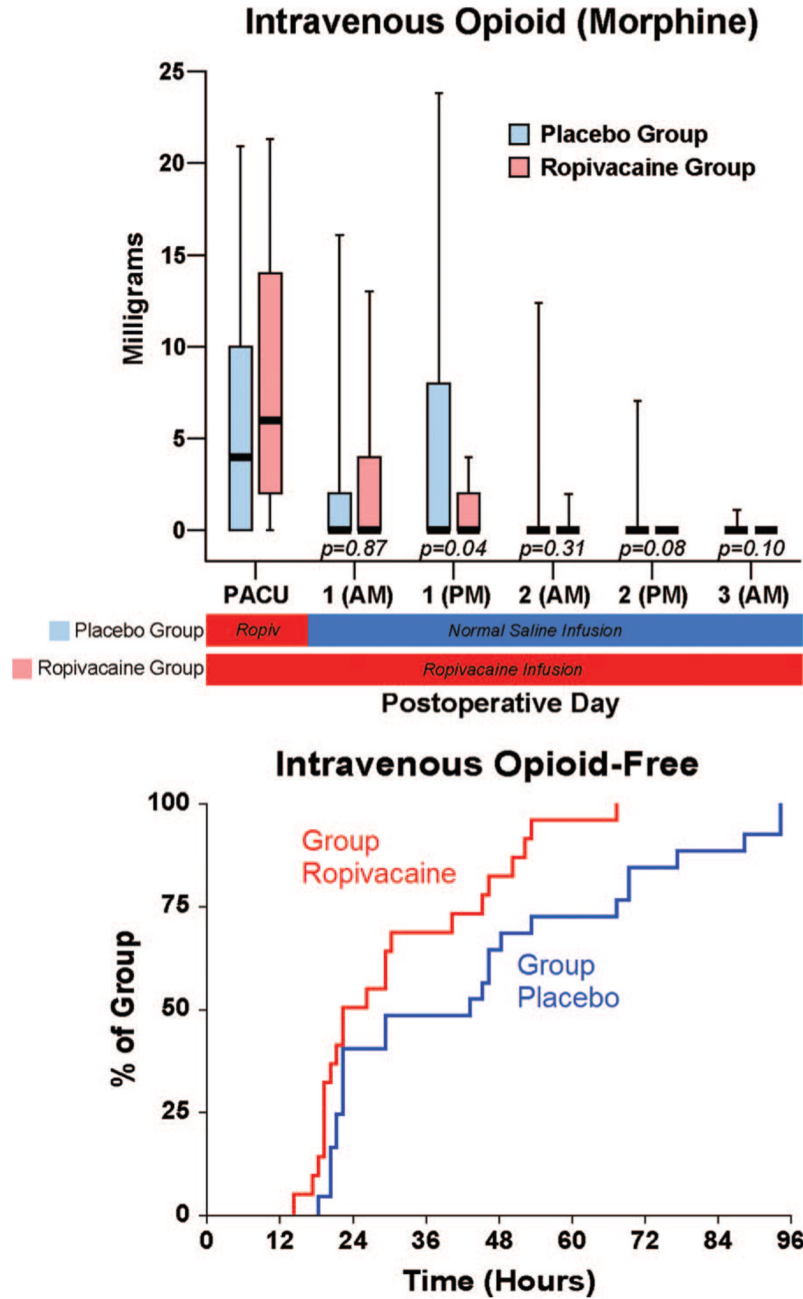 Intravenous Opioid (Morphine)
25
20
15
10
5
0
Milligrams
Placebo Group
Ropivacaine Group
p=0.87
p=0.04
p=0.31
p=0.08
p=0.10
PACU
1 (AM)
1 (PM)
2 (AM)
2 (PM)
3 (AM)
Placebo Group
Ropiv
Normal Saline Infusion
Ropivacaine Group
Ropivacaine Infusion
Postoperative Day
Intravenous Opioid-Free
100
75
50
25
0
% of Group
Group
Ropivacaine
Group
Placebo
0
12
24
36
48
60
72
84
96
Time (Hours)